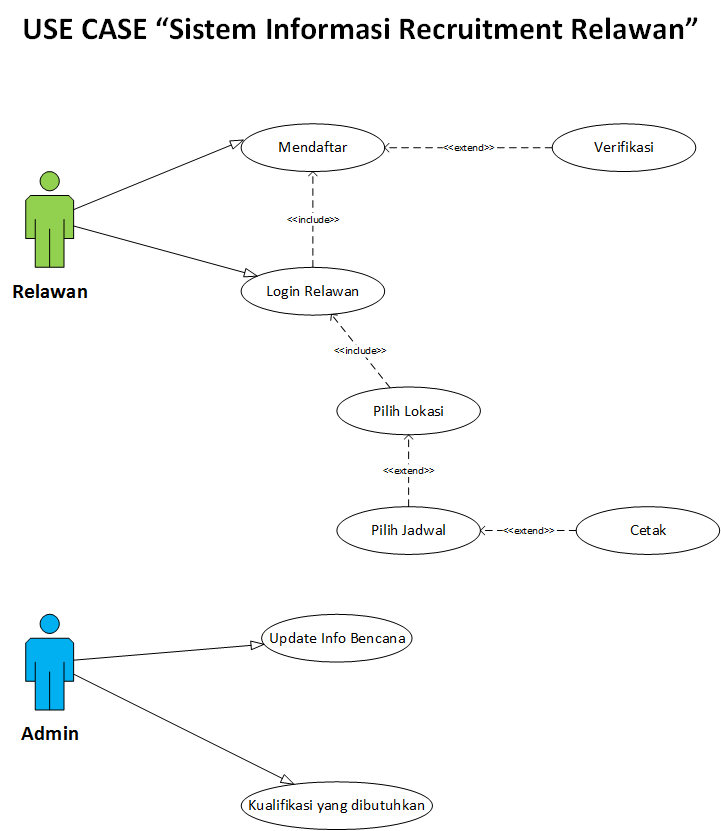 USE CASE “Sistem Informasi Recruitment Relawan”
Mendaftar
<<extend>>
Verifikasi
<<include>>
Relawan
Login Relawan
<<include>>
Pilih Lokasi
<<extend>>
Pilih Jadwal
<<extend>>
Cetak
Update Info Bencana
Admin
Kualifikasi yang dibutuhkan